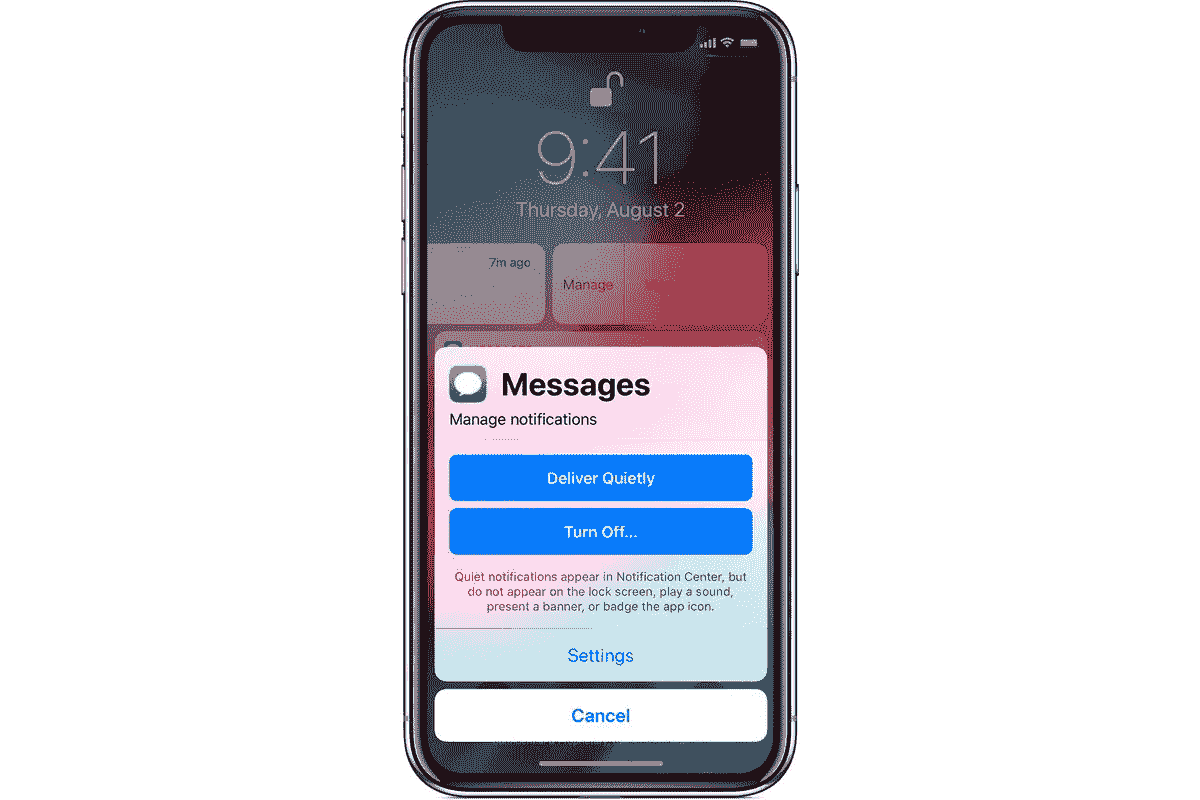 9:41
Thursday, August 2
7m ago
Manage
Messages
Manage notifications
Deliver Quietly
Turn Off...
Quiet notifications appear in Notification Center, but
do not appear on the lock screen, play a sound,
present a banner, or badge the app icon.
Settings
Cancel